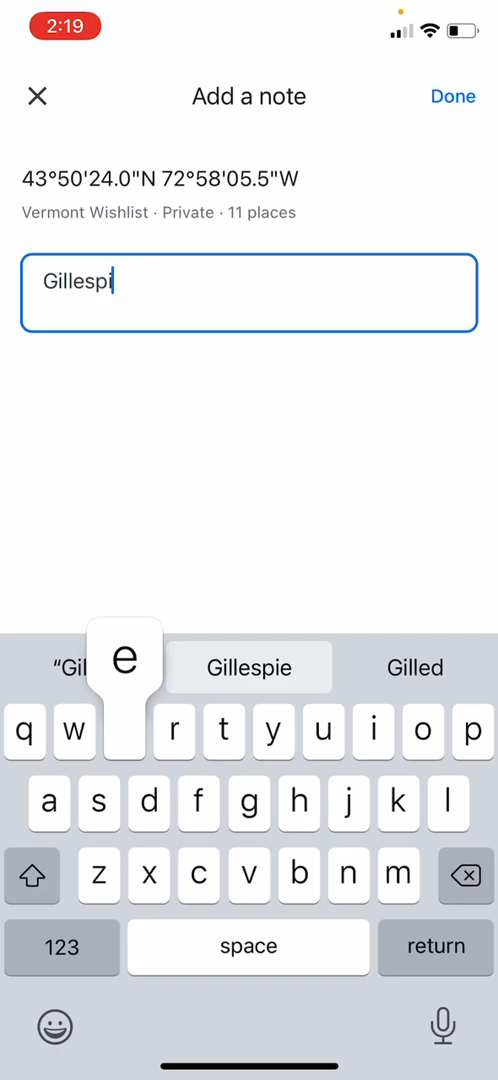 2:19
Add a note
Done
43°50'24.0"N 72°58'05.5"W
Vermont Wishlist · Private · 11 places
Gillespi
"Gil
e
Gillespie
Gilled
q w r t y u i o p
a s d f g h j k l
z x c v b n m
123 space return